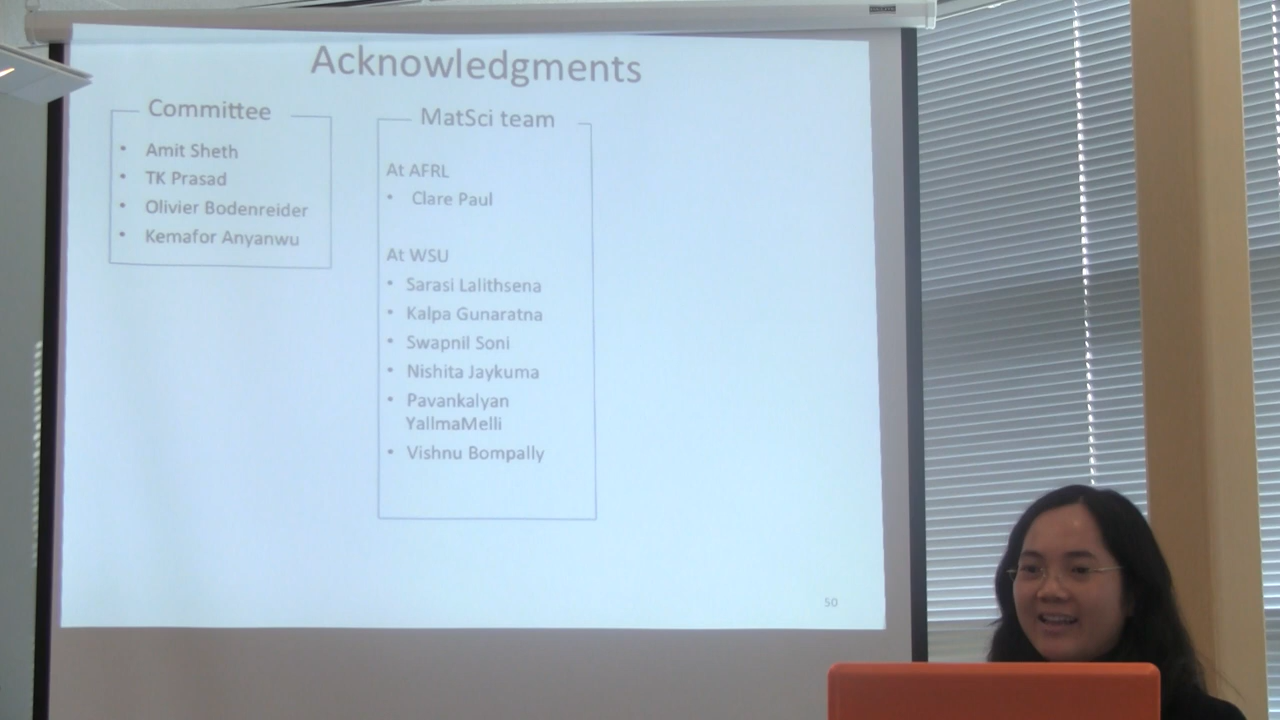 Acknowledgments
Committee
• Amit Sheth
• TK Prasad
• Olivier Bodenreider
• Kemafor Anyanwu
MatSci team
At AFRL
• Clare Paul
At WSU
• Sarasi Lalithsena
• Kalpa Gunaratna
• Swapnil Soni
• Nishita Jaykuma
• Pavankalyan
YallmaMelli
• Vishnu Bompally
50